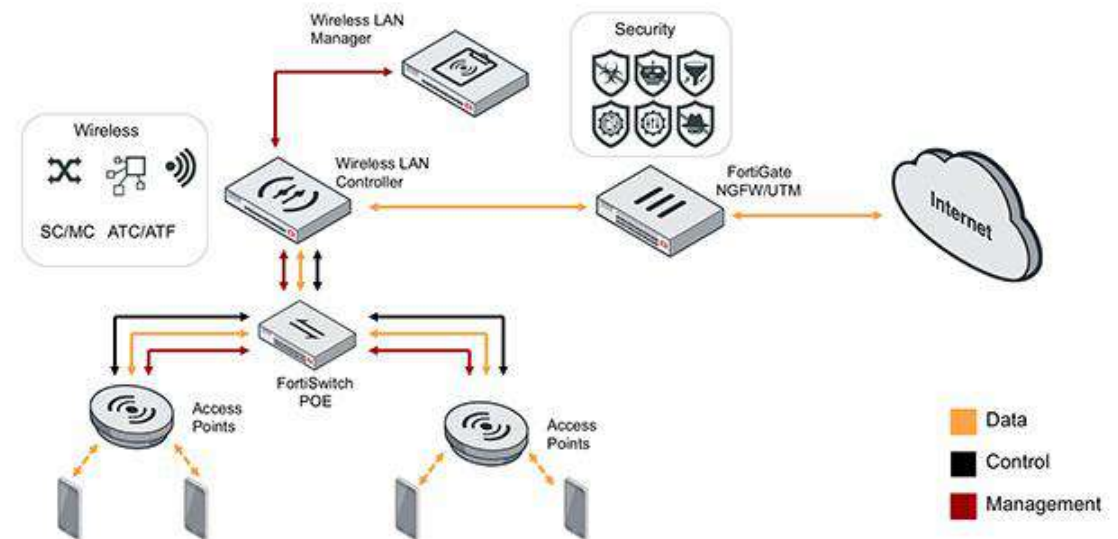 Wireless LAN
Manager
Security
Wireless
SC/MC ATC/ATF
Wireless LAN
Controller
FortiGate
NGFW/UTM
Internet
FortiSwitch
POE
Access
Points
Access
Points
Data
Control
Management